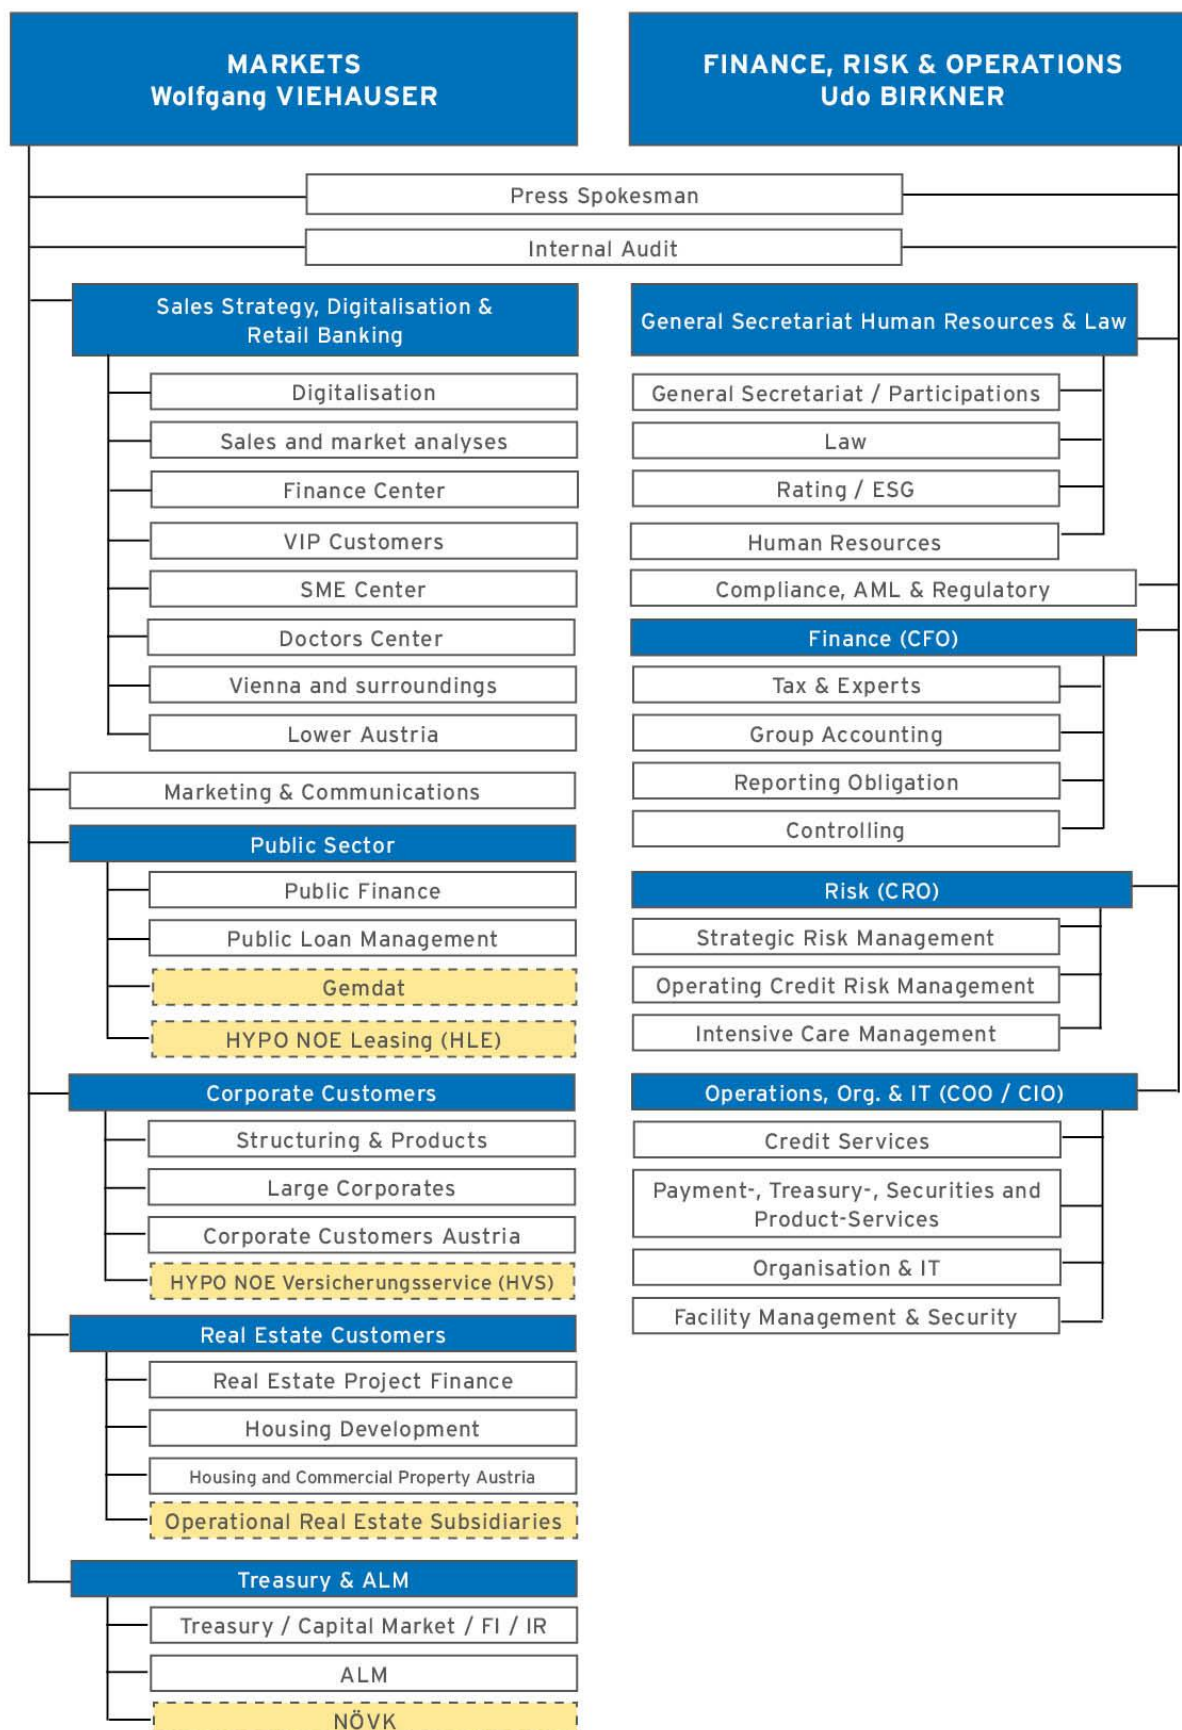 MARKETS
Wolfgang VIEHAUSER
FINANCE, RISK & OPERATIONS
Udo BIRKNER
Press Spokesman
Internal Audit
Sales Strategy, Digitalisation &
Retail Banking
Digitalisation
Sales and market analyses
Finance Center
VIP Customers
SME Center
Doctors Center
Vienna and surroundings
Lower Austria
Marketing & Communications
Public Sector
Public Finance
Public Loan Management
Gemdat
HYPO NOE Leasing (HLE)
Corporate Customers
Structuring & Products
Large Corporates
Corporate Customers Austria
HYPO NOE Versicherungsservice (HVS)
Real Estate Customers
Real Estate Project Finance
Housing Development
Housing and Commercial Property Austria
Operational Real Estate Subsidiaries
Treasury & ALM
Treasury / Capital Market / FI / IR
ALM
NÖVK
General Secretariat Human Resources & Law
General Secretariat / Participations
Law
Rating / ESG
Human Resources
Compliance, AML & Regulatory
Finance (CFO)
Tax & Experts
Group Accounting
Reporting Obligation
Controlling
Risk (CRO)
Strategic Risk Management
Operating Credit Risk Management
Intensive Care Management
Operations, Org. & IT (COO / CIO)
Credit Services
Payment-, Treasury-, Securities and
Product-Services
Organisation & IT
Facility Management & Security